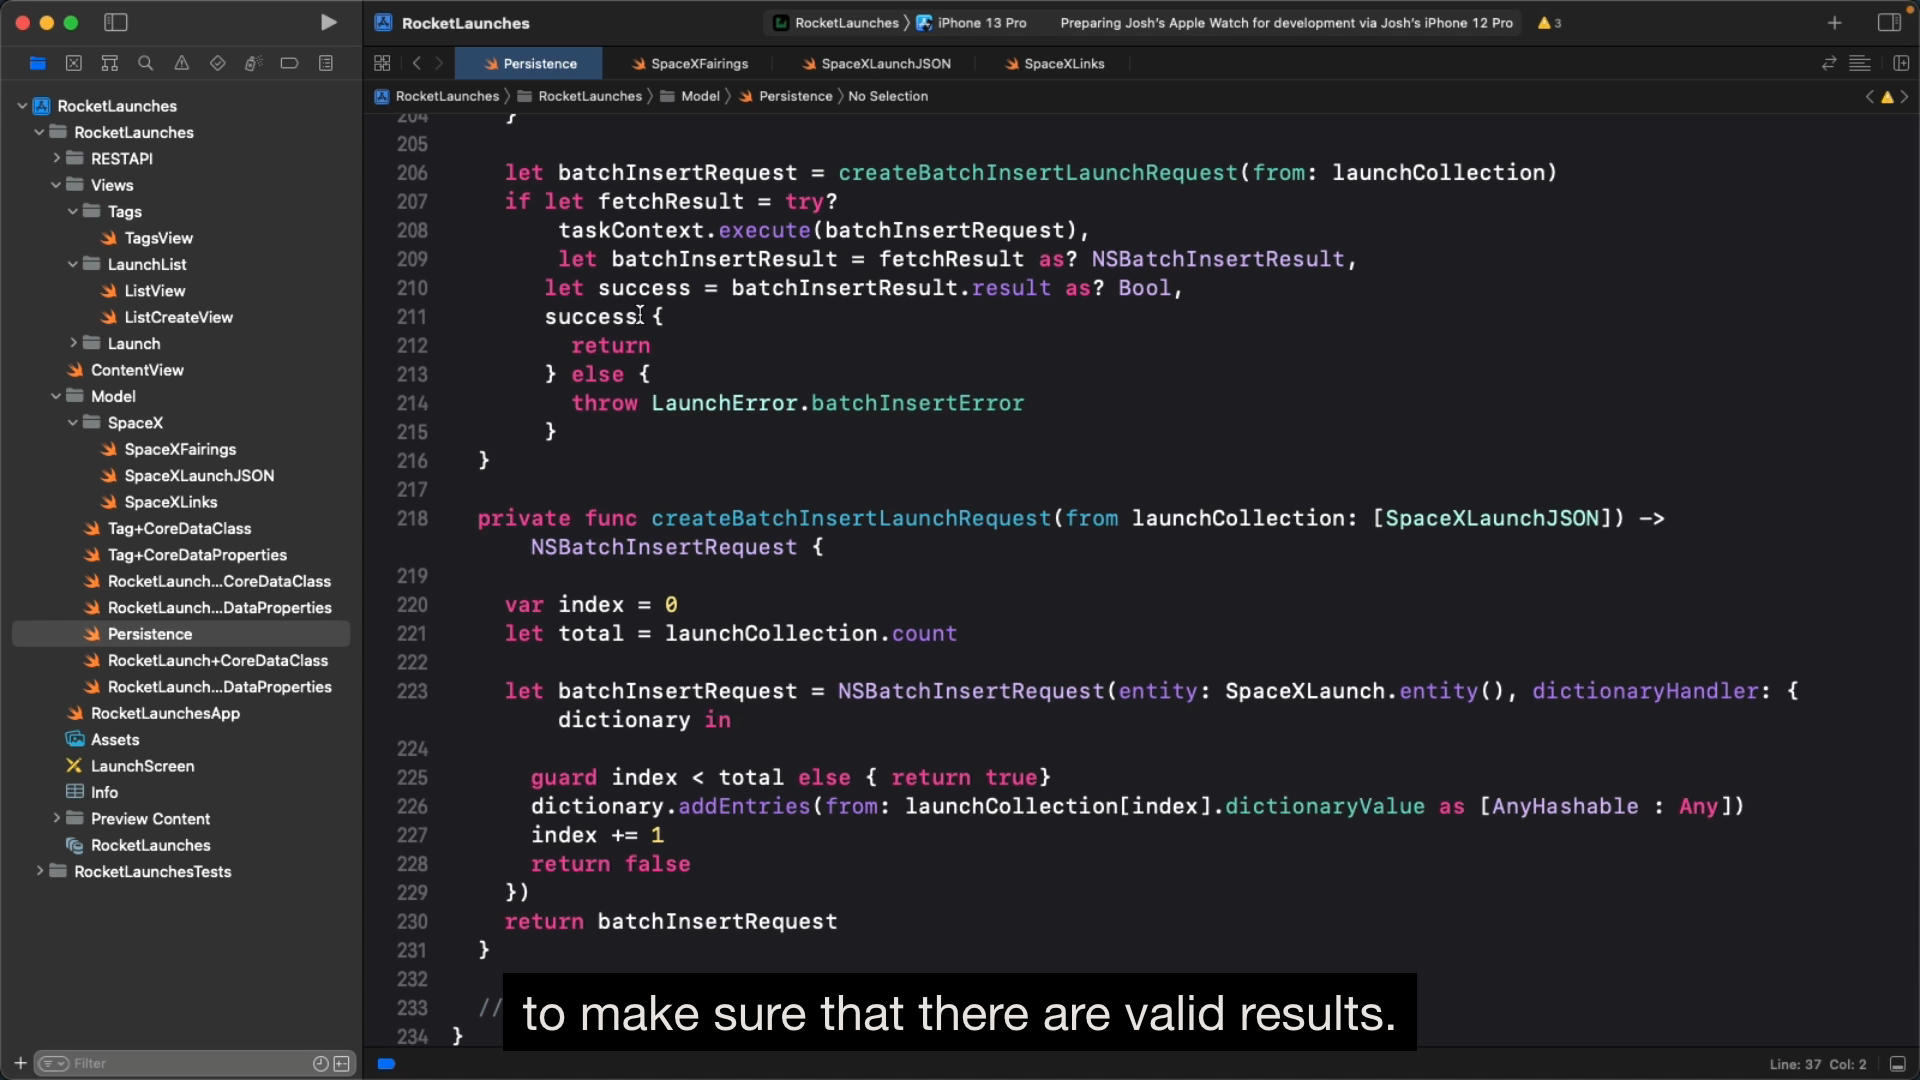 RocketLaunches
RocketLaunches 〉 iPhone 13 Pro
Preparing Josh's Apple Watch for development via Josh's iPhone 12 Pro
3
Persistence
SpaceXFairings
SpaceXLaunchJSON
SpaceXLinks
RocketLaunches 〉 RocketLaunches 〉 Model 〉 Persistence 〉 No Selection
RocketLaunches
RocketLaunches
RESTAPI
Views
Tags
TagsView
LaunchList
ListView
ListCreateView
Launch
ContentView
Model
SpaceX
SpaceXFairings
SpaceXLaunchJSON
SpaceXLinks
Tag+CoreDataClass
Tag+CoreDataProperties
RocketLaunch...CoreDataClass
RocketLaunch...DataProperties
Persistence
RocketLaunch+CoreDataClass
RocketLaunch...DataProperties
RocketLaunchesApp
Assets
LaunchScreen
Info
Preview Content
RocketLaunches
RocketLaunchesTests
Filter
204 }
205
206 let batchInsertRequest = createBatchInsertLaunchRequest(from: launchCollection)
207 if let fetchResult = try?
208 taskContext.execute(batchInsertRequest),
209 let batchInsertResult = fetchResult as? NSBatchInsertResult,
210 let success = batchInsertResult.result as? Bool,
211 success {
212 return
213 } else {
214 throw LaunchError.batchInsertError
215 }
216 }
217
218 private func createBatchInsertLaunchRequest(from launchCollection: [SpaceXLaunchJSON]) ->
NSBatchInsertRequest {
219
220 var index = 0
221 let total = launchCollection.count
222
223 let batchInsertRequest = NSBatchInsertRequest(entity: SpaceXLaunch.entity(), dictionaryHandler: {
dictionary in
224
225 guard index < total else { return true}
226 dictionary.addEntries(from: launchCollection[index].dictionaryValue as [AnyHashable : Any])
227 index += 1
228 return false
229 })
230 return batchInsertRequest
231 }
232
233 //
234 }
to make sure that there are valid results.
Line: 37 Col: 2